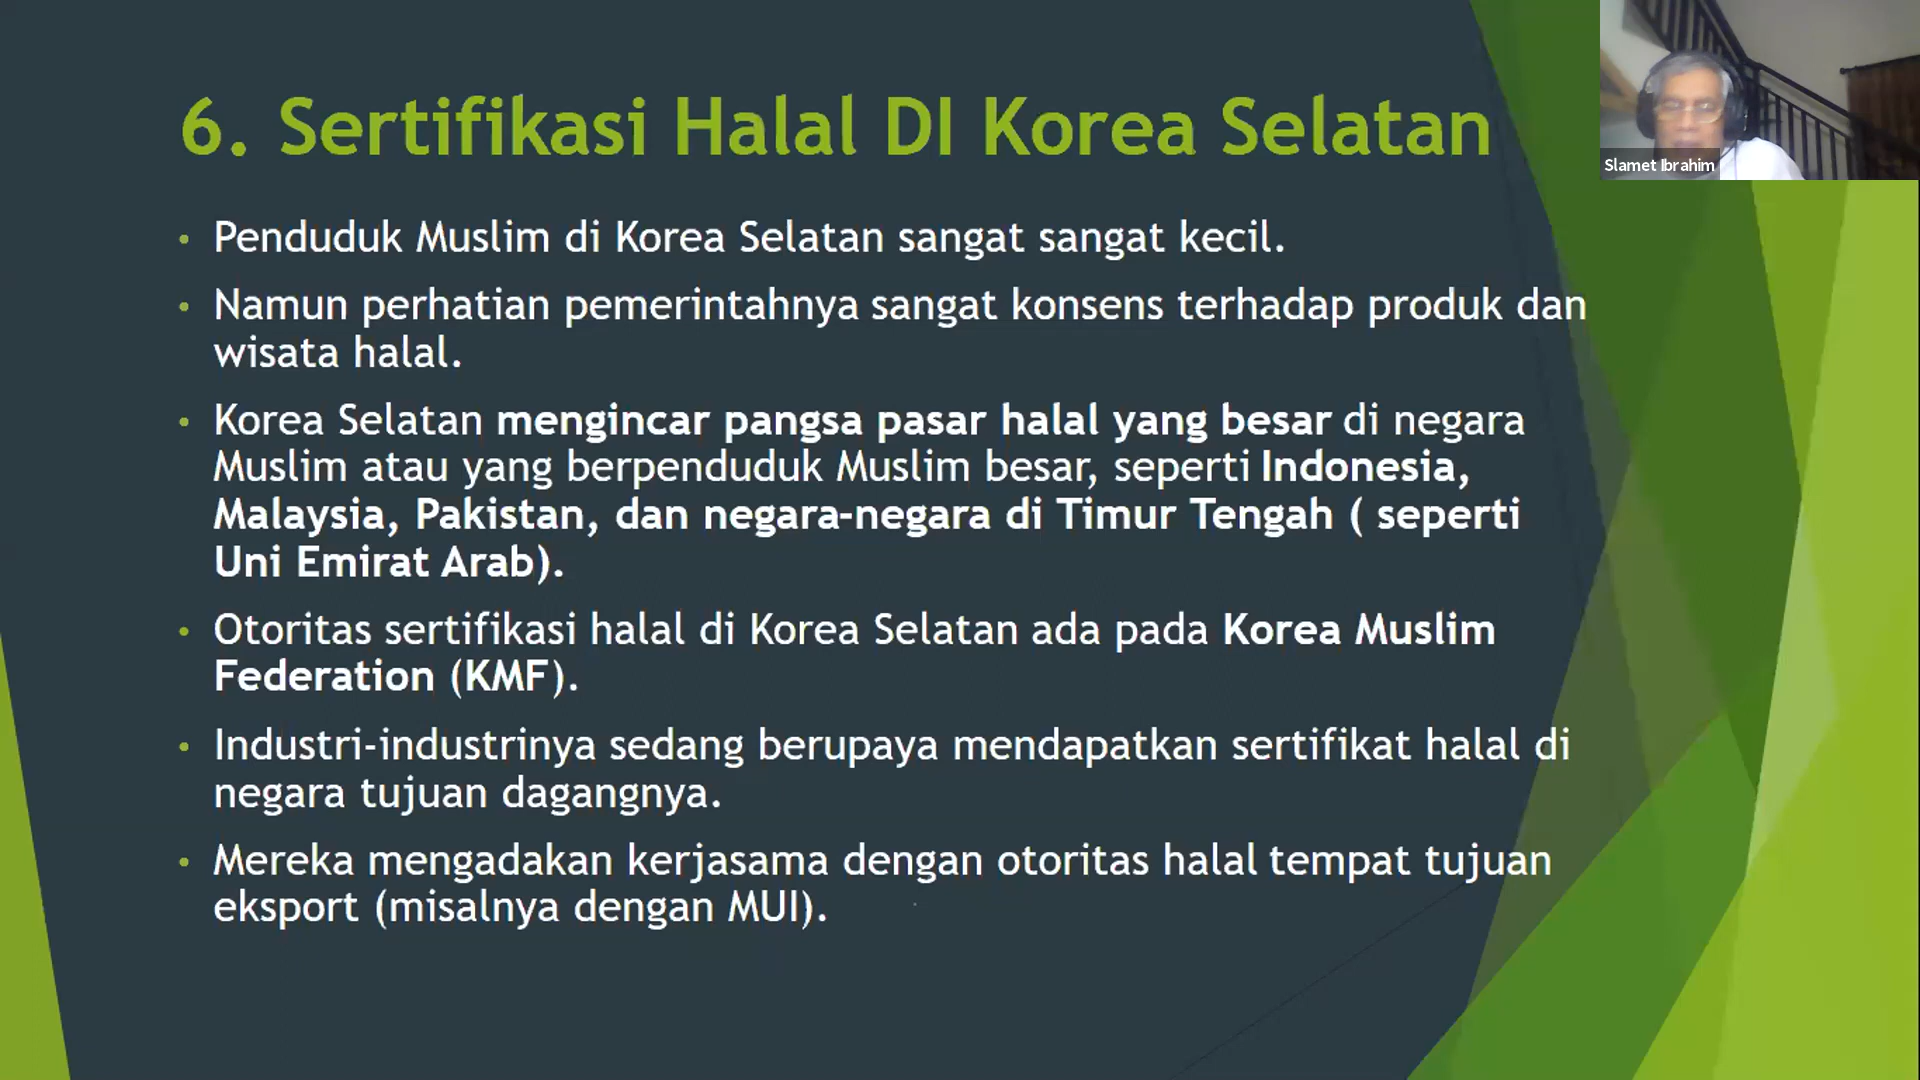 6. Sertifikasi Halal DI Korea Selatan
Slamet Ibrahim
• Penduduk Muslim di Korea Selatan sangat sangat kecil.
• Namun perhatian pemerintahnya sangat konsens terhadap produk dan
wisata halal.
• Korea Selatan mengincar pangsa pasar halal yang besar di negara
Muslim atau yang berpenduduk Muslim besar, seperti Indonesia,
Malaysia, Pakistan, dan negara-negara di Timur Tengah ( seperti
Uni Emirat Arab).
• Otoritas sertifikasi halal di Korea Selatan ada pada Korea Muslim
Federation (KMF).
• Industri-industrinya sedang berupaya mendapatkan sertifikat halal di
negara tujuan dagangnya.
• Mereka mengadakan kerjasama dengan otoritas halal tempat tujuan
eksport (misalnya dengan MUI).